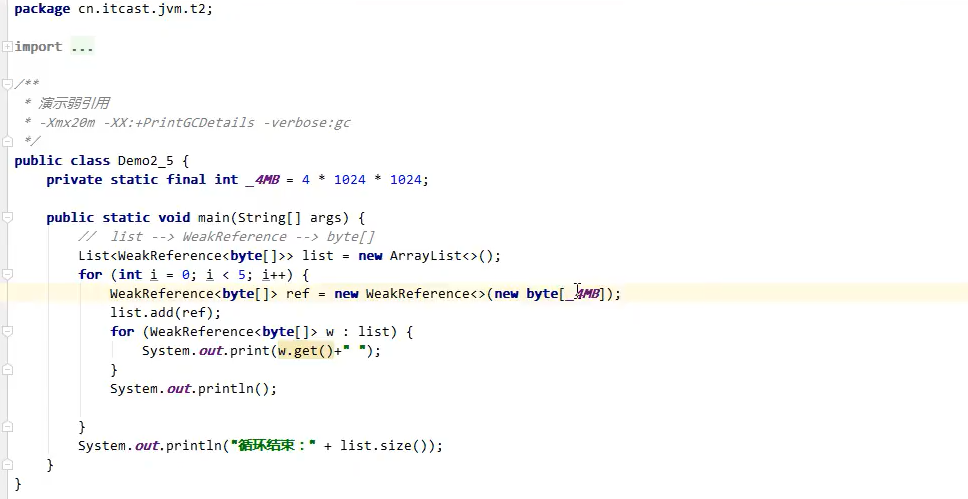 package cn.itcast.jvm.t2;
import ...
/**
 * 演示弱引用
 * -Xmx20m -XX:+PrintGCDetails -verbose:gc
 */
public class Demo2_5 {
    private static final int _4MB = 4 * 1024 * 1024;
    public static void main(String[] args) {
        //  list --> WeakReference --> byte[]
        List<WeakReference<byte[]>> list = new ArrayList<>();
        for (int i = 0; i < 5; i++) {
            WeakReference<byte[]> ref = new WeakReference<>(new byte[_4MB]);
            list.add(ref);
            for (WeakReference<byte[]> w : list) {
                System.out.print(w.get()+" ");
            }
            System.out.println();
        }
        System.out.println("循环结束：" + list.size());
    }
}